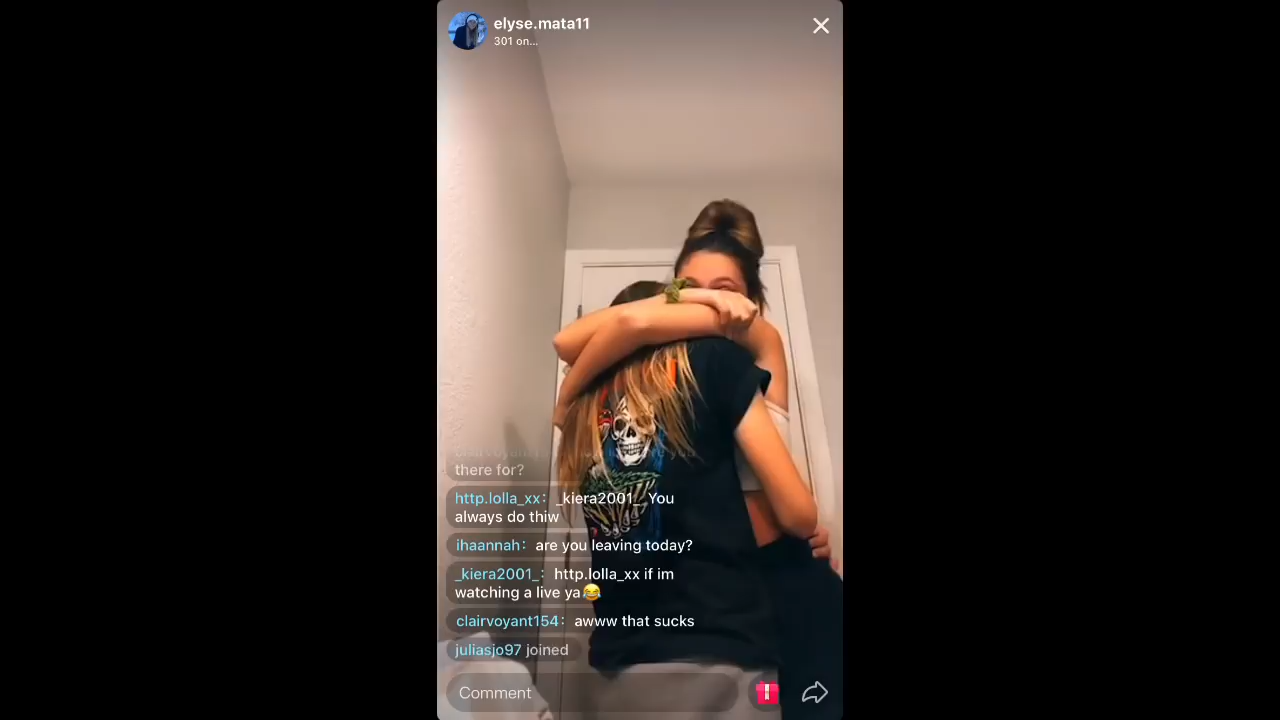 elyse.mata11
301 on...
there for?
http.lolla_xx: _kiera2001_ You
always do thiw
ihaannah: are you leaving today?
_kiera2001_: http.lolla_xx if im
watching a live ya😂
clairvoyant154: awww that sucks
juliasjo97 joined
Comment